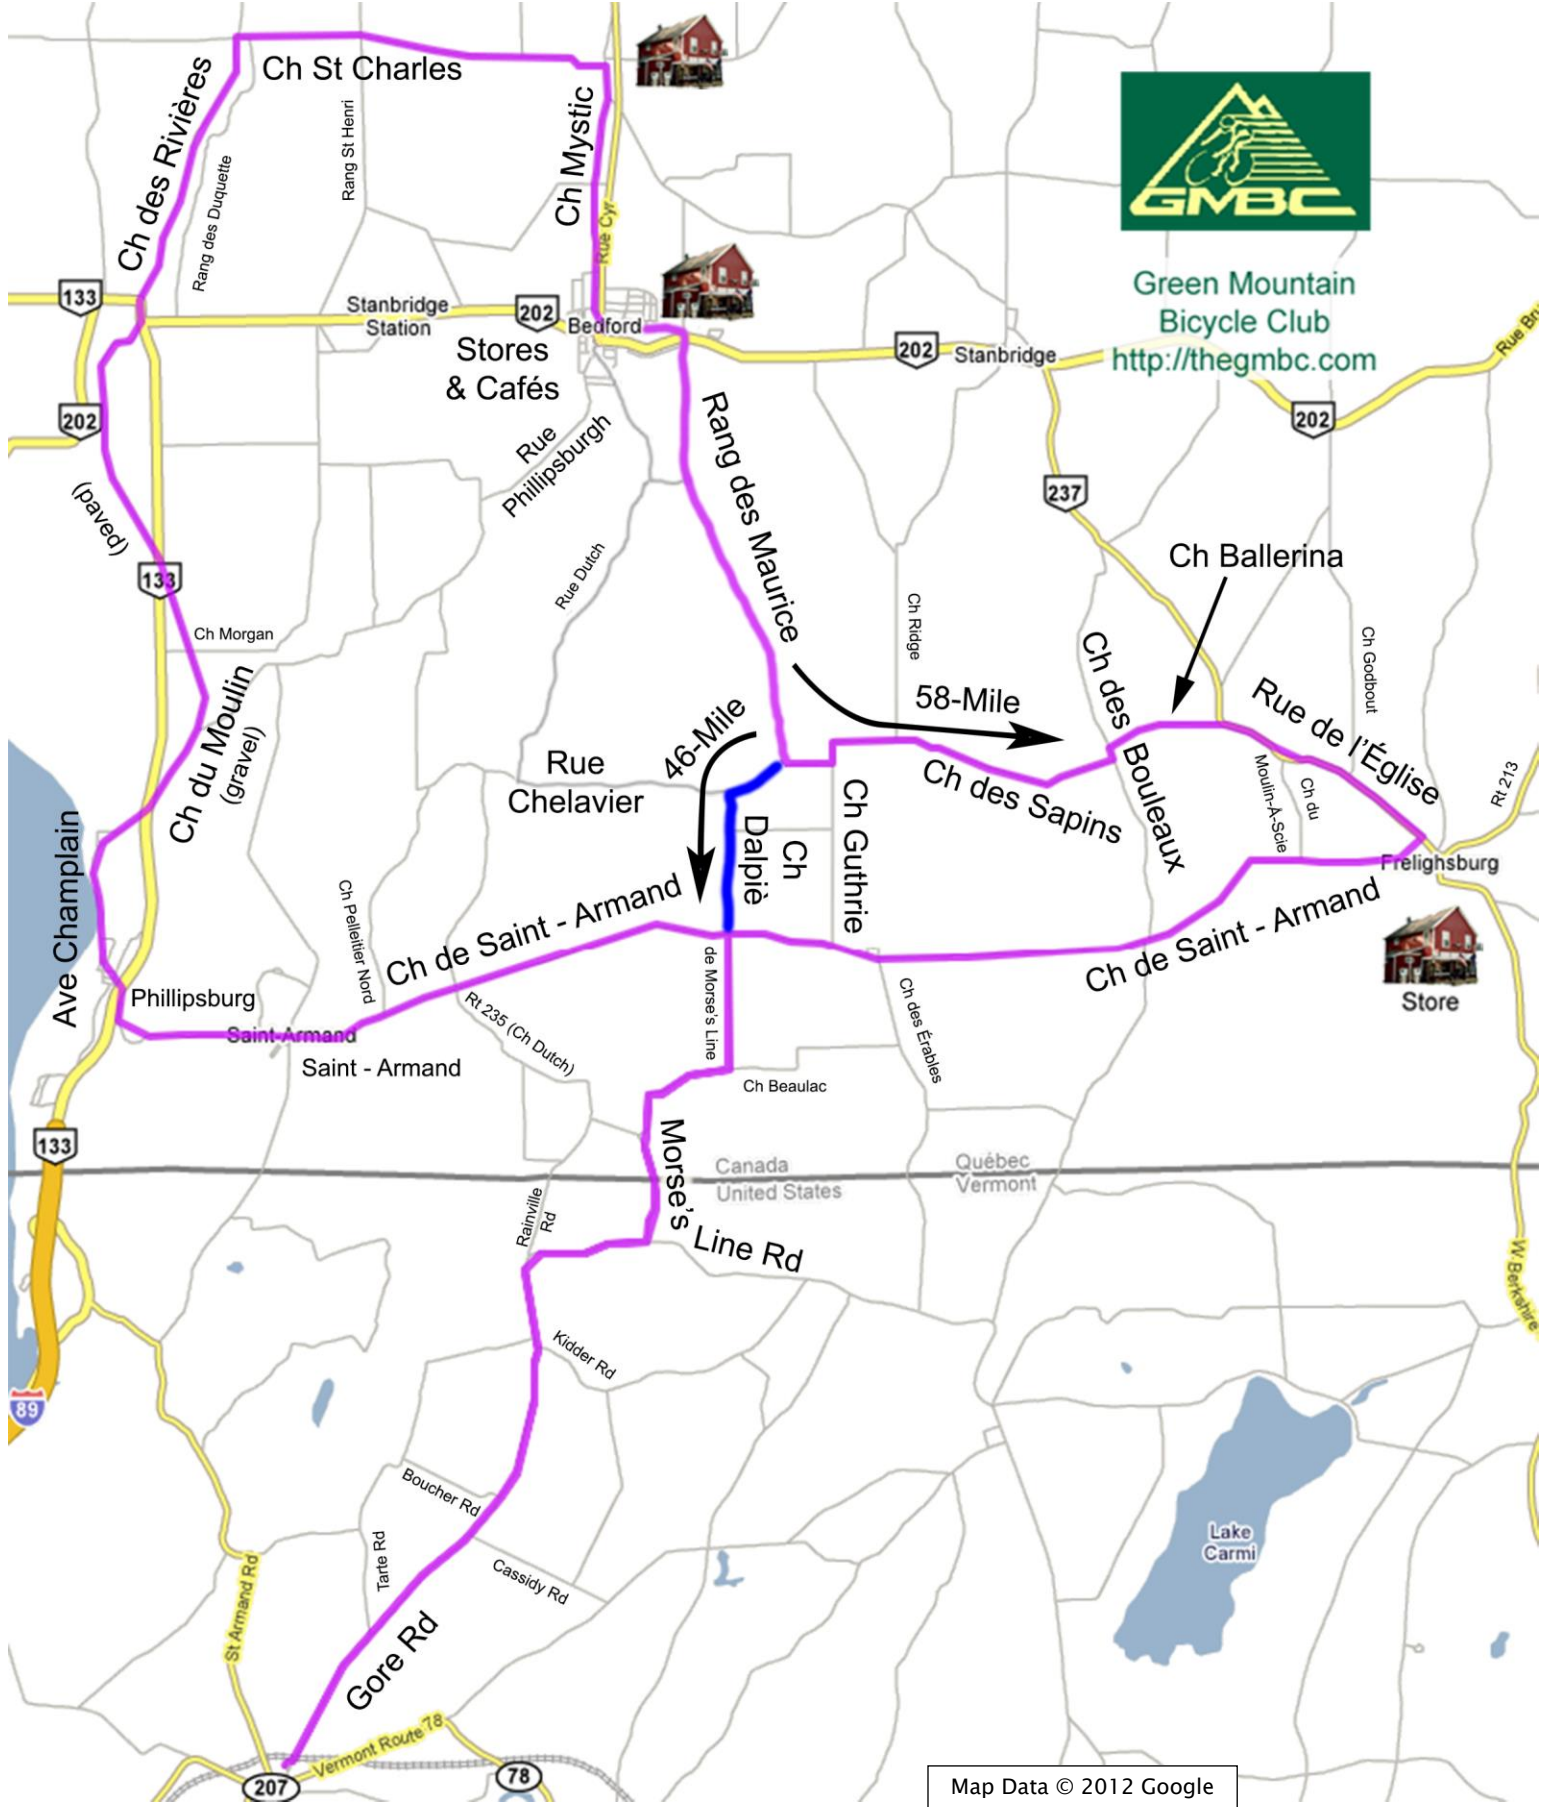 Ch St Charles
Ch des Rivières
Rang des Duquette
Rang St Henri
Ch Mystic
Rue Cyr
GMBC
Green Mountain
Bicycle Club
http://thegmbc.com
133
Stanbridge
Station
202
Bedford
Stores
& Cafés
202
Stanbridge
202
202
237
Rue
Phillipsburgh
Rang des Maurice
(paved)
133
Rue Dutch
Ch Morgan
Ch Ridge
Ch Ballerina
Ch Godbout
Ch du Moulin
(gravel)
46-Mile
58-Mile
Ch des Bouleaux
Rue de l'Église
Rt 213
Rue
Chelavier
Ch des Sapins
Ch du
Moulin-À-Scie
Ch
Dalpiè
Ch Guthrie
Frelighsburg
Ave Champlain
Ch Pelleitier Nord
Ch de Saint - Armand
Ch de Saint - Armand
Store
Phillipsburg
Saint-Armand
Saint - Armand
Rt 235 (Ch Dutch)
de Morse's Line
Ch des Érables
Ch Beaulac
133
Canada
United States
Québec
Vermont
Morse's
Line Rd
Rainville
Rd
W. Berkshire
Kidder Rd
89
Boucher Rd
Tarte Rd
Cassidy Rd
Lake
Carmi
St Armand Rd
Gore Rd
Vermont Route 78
207
78
Map Data © 2012 Google